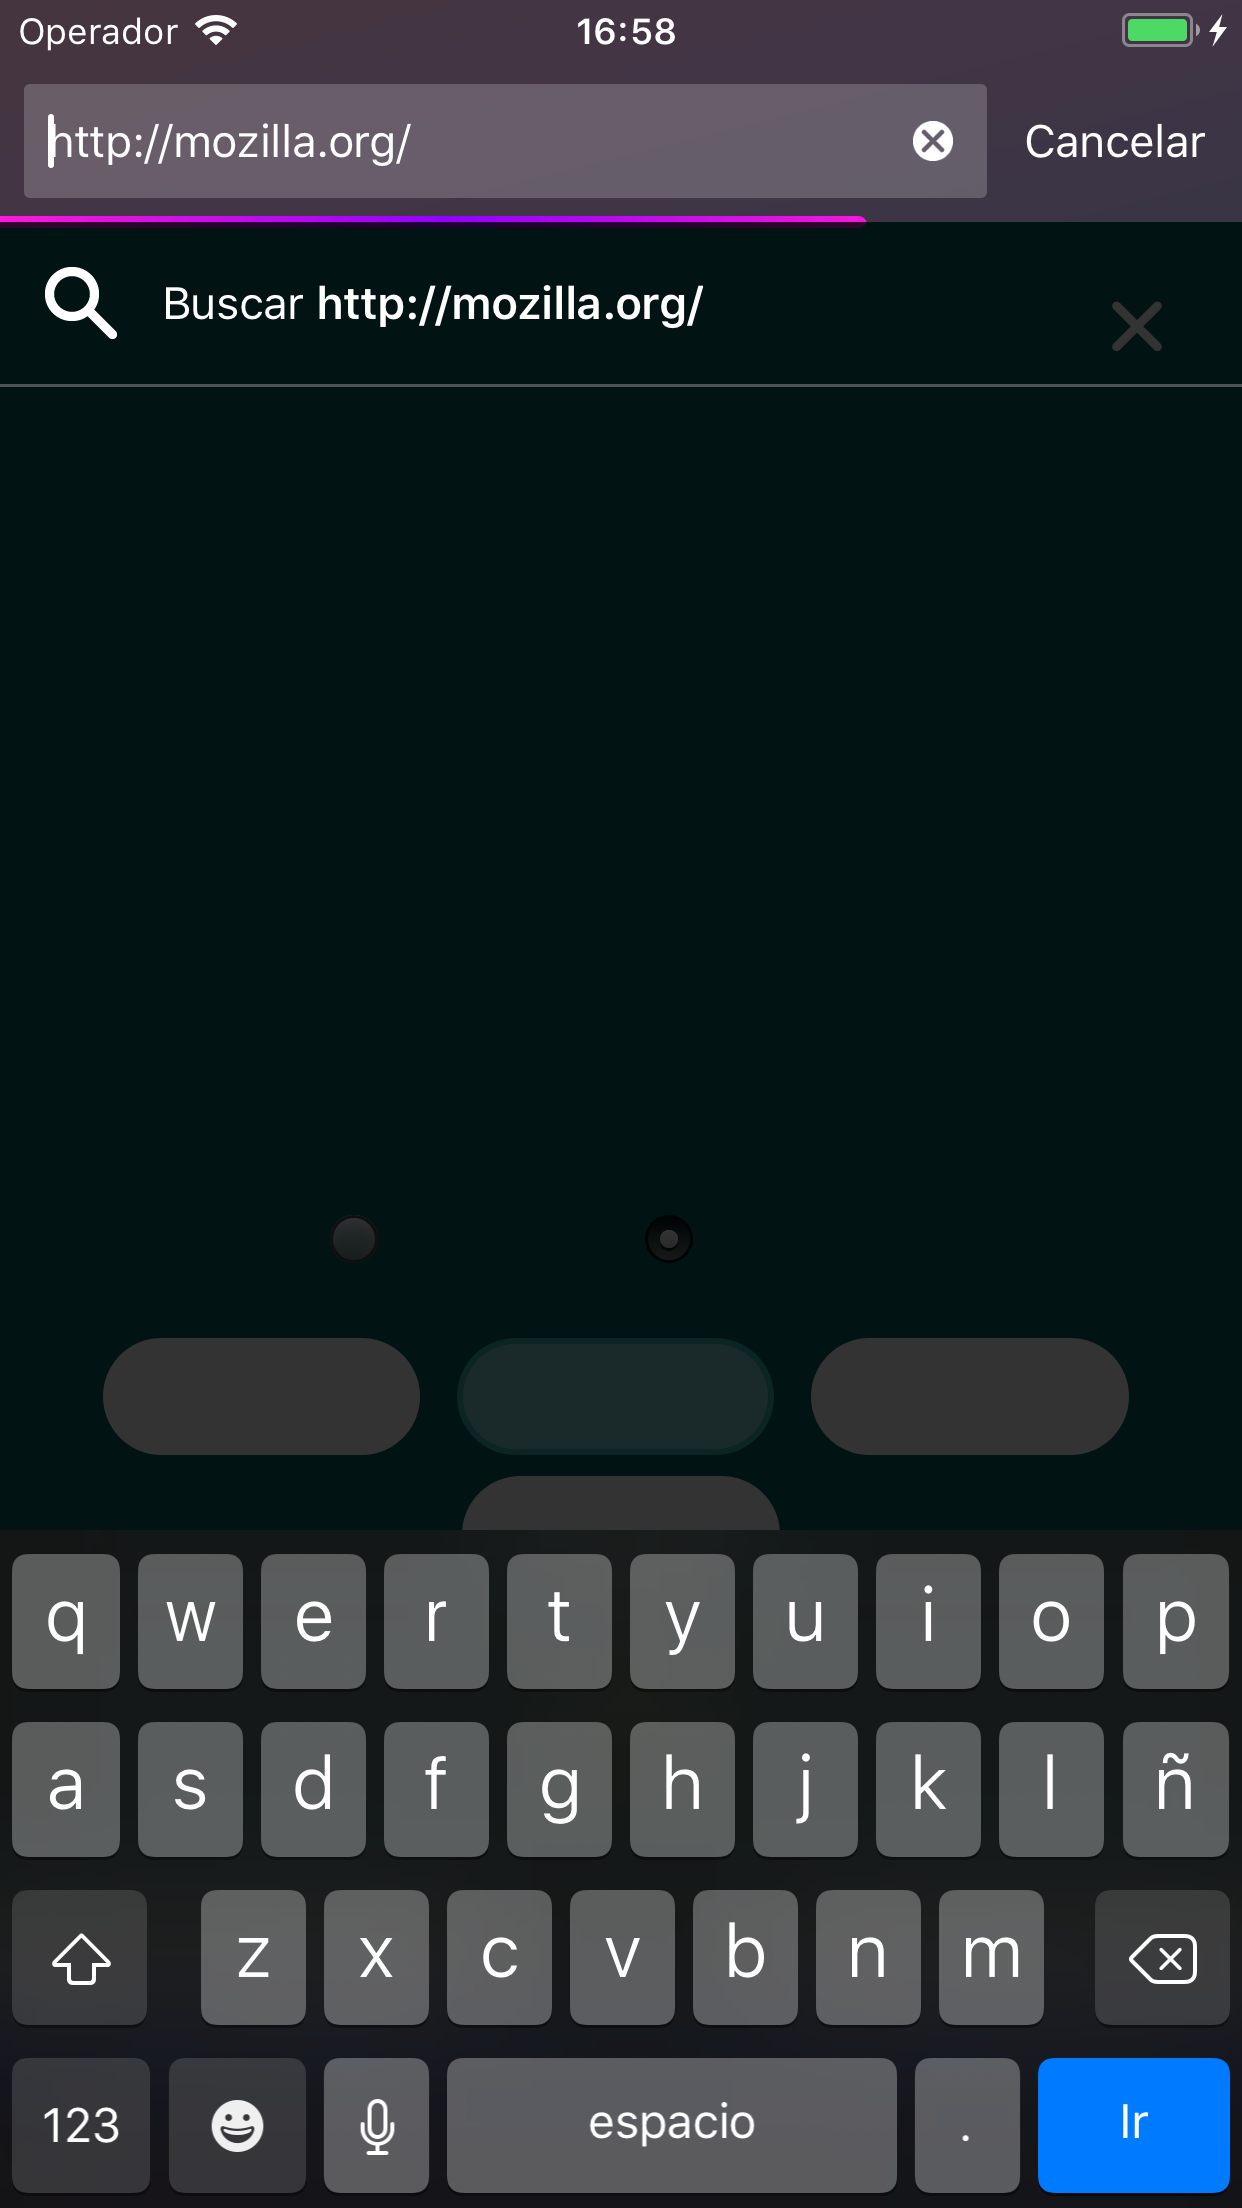 Operador 16:58
http://mozilla.org/ Cancelar
Buscar http://mozilla.org/
q w e r t y u i o p
a s d f g h j k l ñ
z x c v b n m
123 espacio . Ir